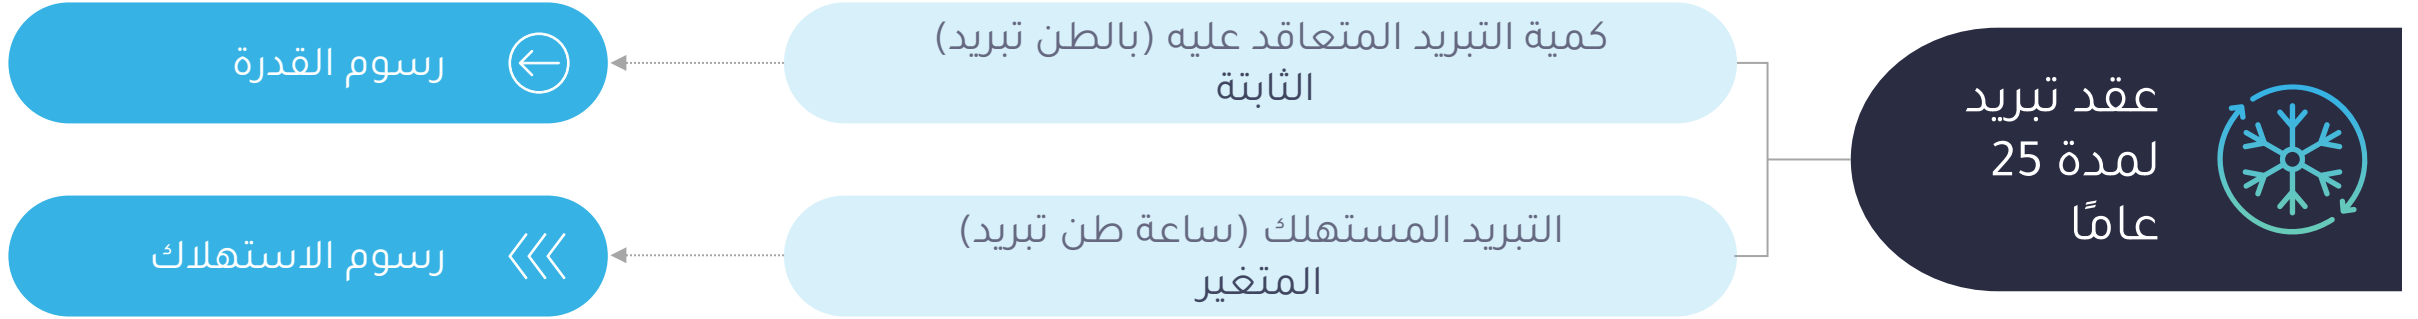 عقد تبريد
لمدة 25
عامًا
كمية التبريد المتعاقد عليه (بالطن تبريد)
الثابتة
رسوم القدرة
التبريد المستهلك (ساعة طن تبريد)
المتغير
رسوم الاستهلاك